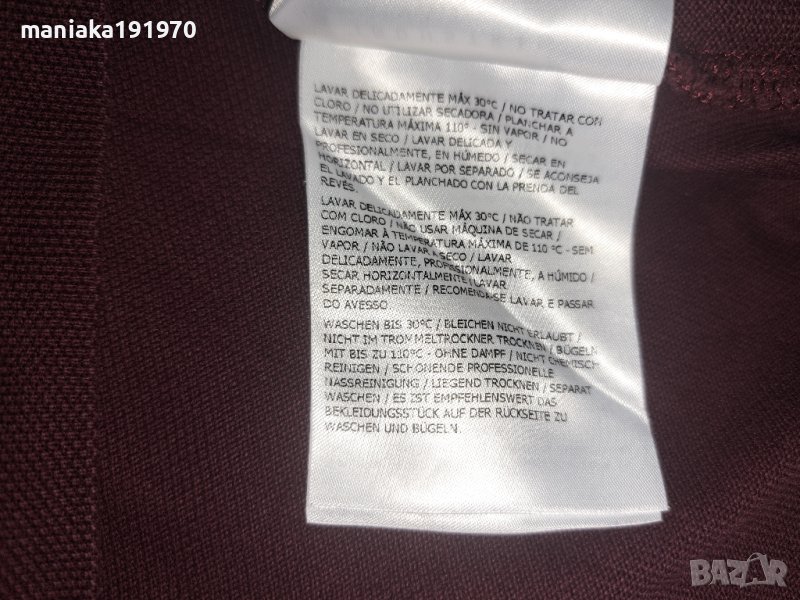 maniaka191970
LAVAR DELICADAMENTE MÁX 30°C / NO TRATAR CON
CLORO / NO UTILIZAR SECADORA / PLANCHAR A
TEMPERATURA MÁXIMA 110° - SIN VAPOR / NO
LAVAR EN SECO / LAVAR DELICADA Y
PROFESIONALMENTE, EN HÚMEDO / SECAR EN
HORIZONTAL / LAVAR POR SEPARADO / SE ACONSEJA
EL LAVADO Y EL PLANCHADO CON LA PRENDA DEL
REVÉS.
LAVAR DELICADAMENTE MÁX 30°C / NÃO TRATAR
COM CLORO / NÃO USAR MÁQUINA DE SECAR /
ENGOMAR À TEMPERATURA MÁXIMA DE 110 °C - SEM
VAPOR / NÃO LAVAR A SECO / LAVAR
DELICADAMENTE, PROFISSIONALMENTE, A HÚMIDO /
SECAR HORIZONTALMENTE / LAVAR
SEPARADAMENTE / RECOMENDA-SE LAVAR E PASSAR
DO AVESSO
WASCHEN BIS 30°C / BLEICHEN NICHT ERLAUBT /
NICHT IM TROMMELTROCKNER TROCKNEN / BÜGELN
MIT BIS ZU 110°C - OHNE DAMPF / NICHT CHEMISCH
REINIGEN / SCHONENDE PROFESSIONELLE
NASSREINIGUNG / LIEGEND TROCKNEN / SEPARAT
WASCHEN / ES IST EMPFEHLENSWERT DAS
BEKLEIDUNGSSTÜCK AUF DER RÜCKSEITE ZU
WASCHEN UND BÜGELN.
BAZAR